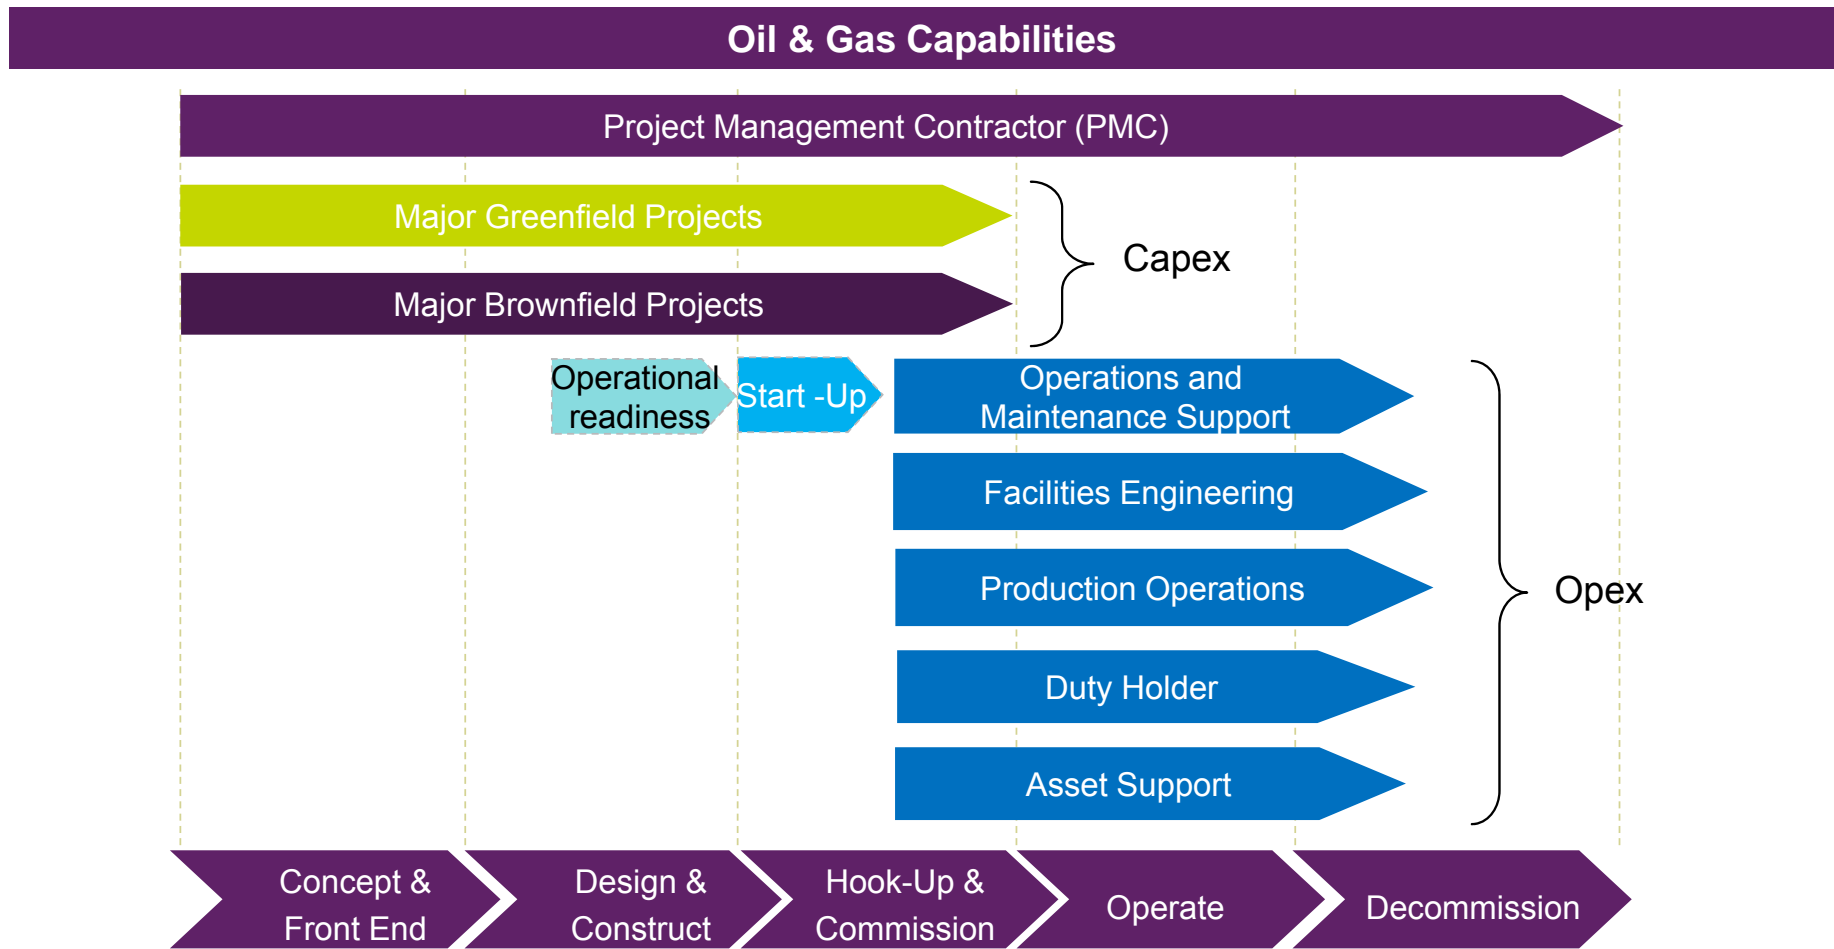 Oil & Gas Capabilities
Project Management Contractor (PMC)
Major Greenfield Projects
Capex
Major Brownfield Projects
Operational
readiness
Start -Up
Operations and
Maintenance Support
Facilities Engineering
Production Operations
Opex
Duty Holder
Asset Support
Concept &
Front End
Design &
Construct
Hook-Up &
Commission
Operate
Decommission